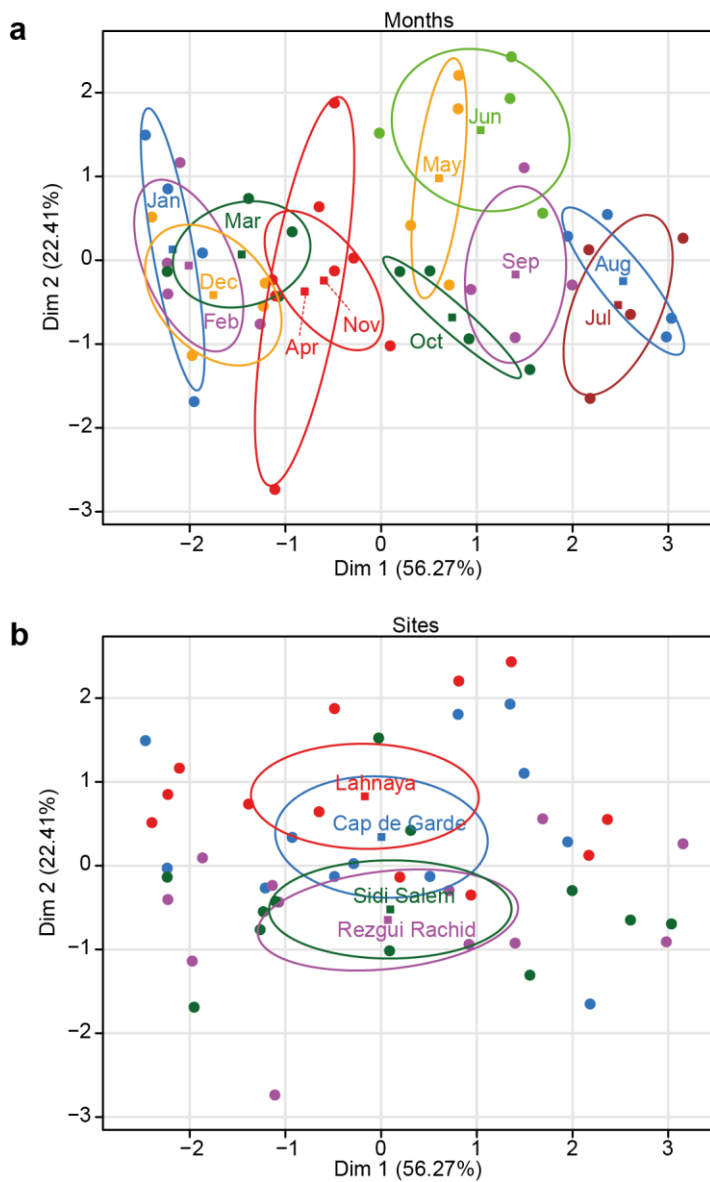 a
Months
2
1
0
−1
−2
−3
Dim 2 (22.41%)
Jun
May
Jan
Mar
Sep
Aug
Dec
Feb
Nov
Jul
Apr
Oct
−2 −1 0 1 2 3
Dim 1 (56.27%)
b
Sites
2
1
0
−1
−2
−3
Dim 2 (22.41%)
Lahnaya
Cap de Garde
Sidi Salem
Rezgui Rachid
−2 −1 0 1 2 3
Dim 1 (56.27%)